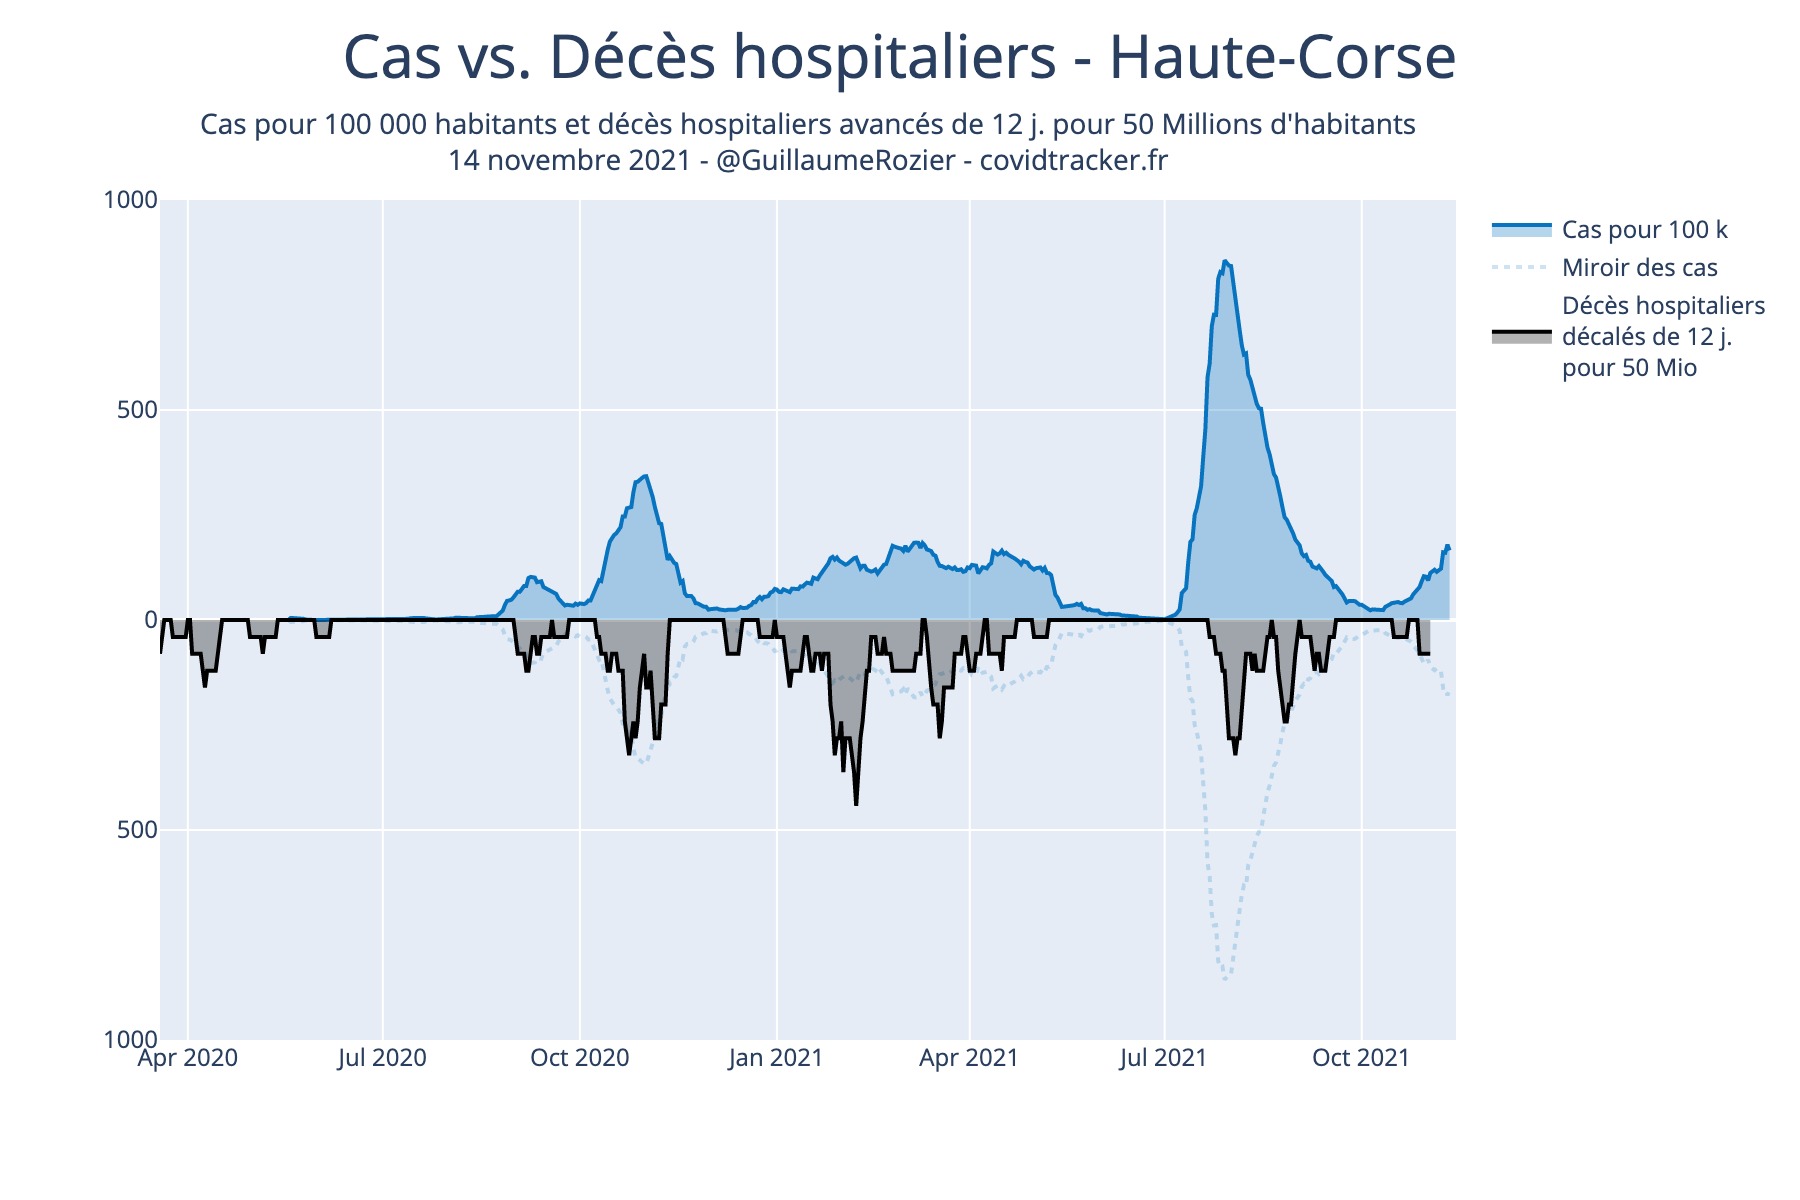 Cas vs. Décès hospitaliers - Haute-Corse
Cas pour 100 000 habitants et décès hospitaliers avancés de 12 j. pour 50 Millions d'habitants
14 novembre 2021 - @GuillaumeRozier - covidtracker.fr
1000
500
0
500
1000
Apr 2020
Jul 2020
Oct 2020
Jan 2021
Apr 2021
Jul 2021
Oct 2021
Cas pour 100 k
Miroir des cas
Décès hospitaliers
décalés de 12 j.
pour 50 Mio